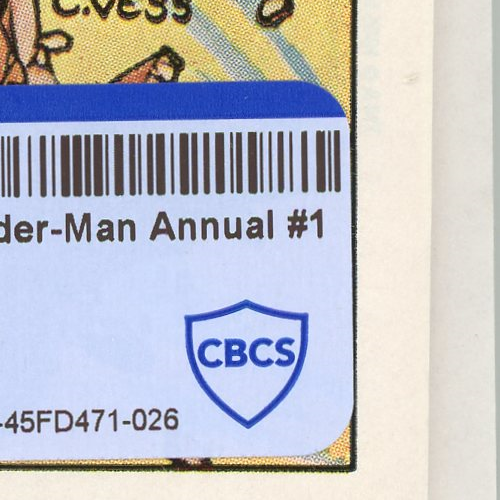 C.VESS
der-Man Annual #1
CBCS
-45FD471-026